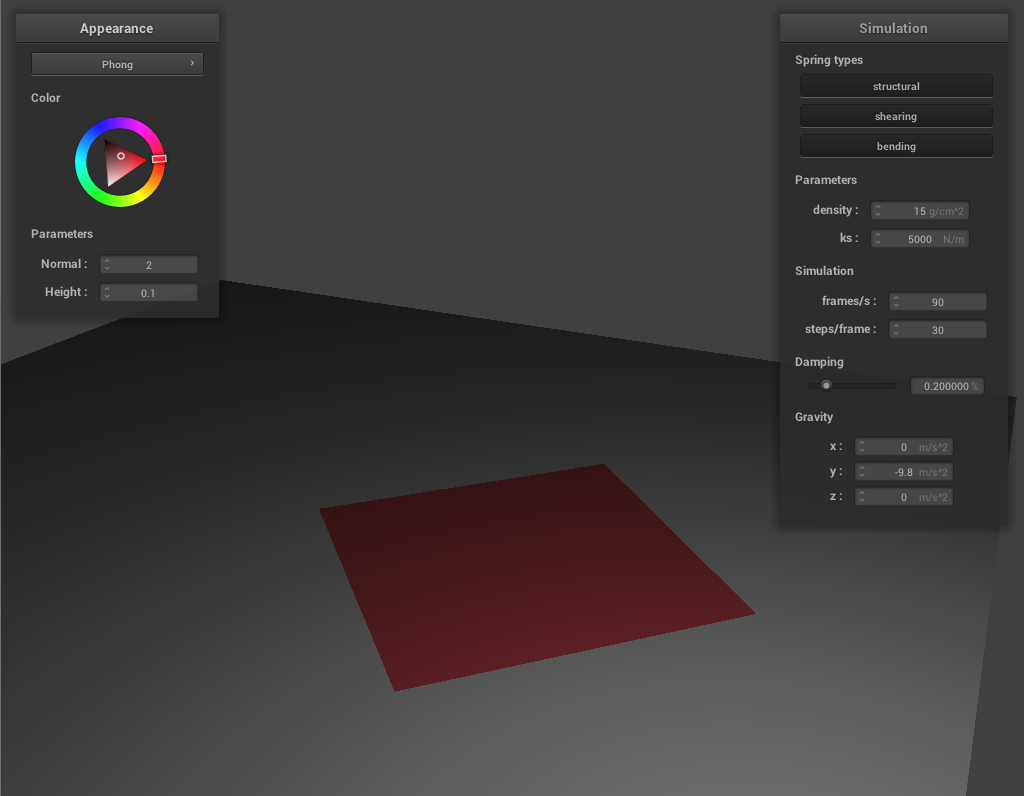 Appearance
Phong
Color
Parameters
Normal : 2
Height : 0.1
Simulation
Spring types
structural
shearing
bending
Parameters
density : 15 g/cm^2
ks : 5000 N/m
Simulation
frames/s : 90
steps/frame : 30
Damping
0.200000 %
Gravity
x : 0 m/s^2
y : -9.8 m/s^2
z : 0 m/s^2